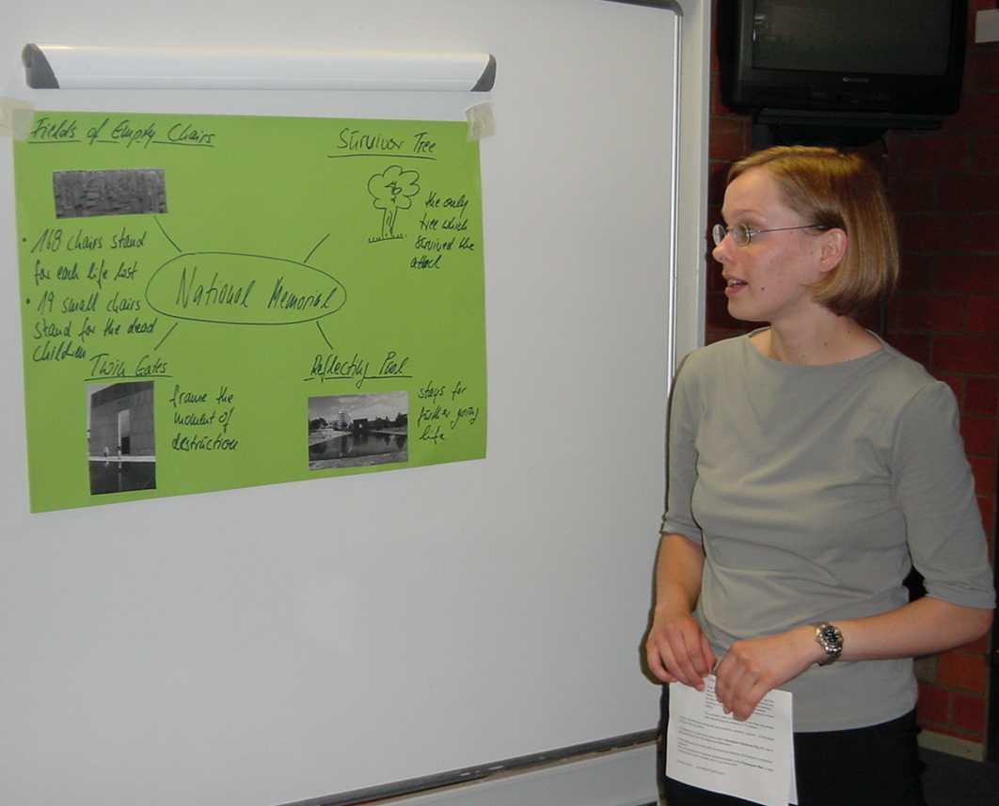 Fields of Empty Chairs
• 168 chairs stand
for each life lost
• 19 small chairs
stand for the dead
children
Survivor Tree
the only
tree which
survived the
attack
National Memorial
Twin Gates
frame the
moment of
destruction
Reflecting Pool
stays for
further going
life